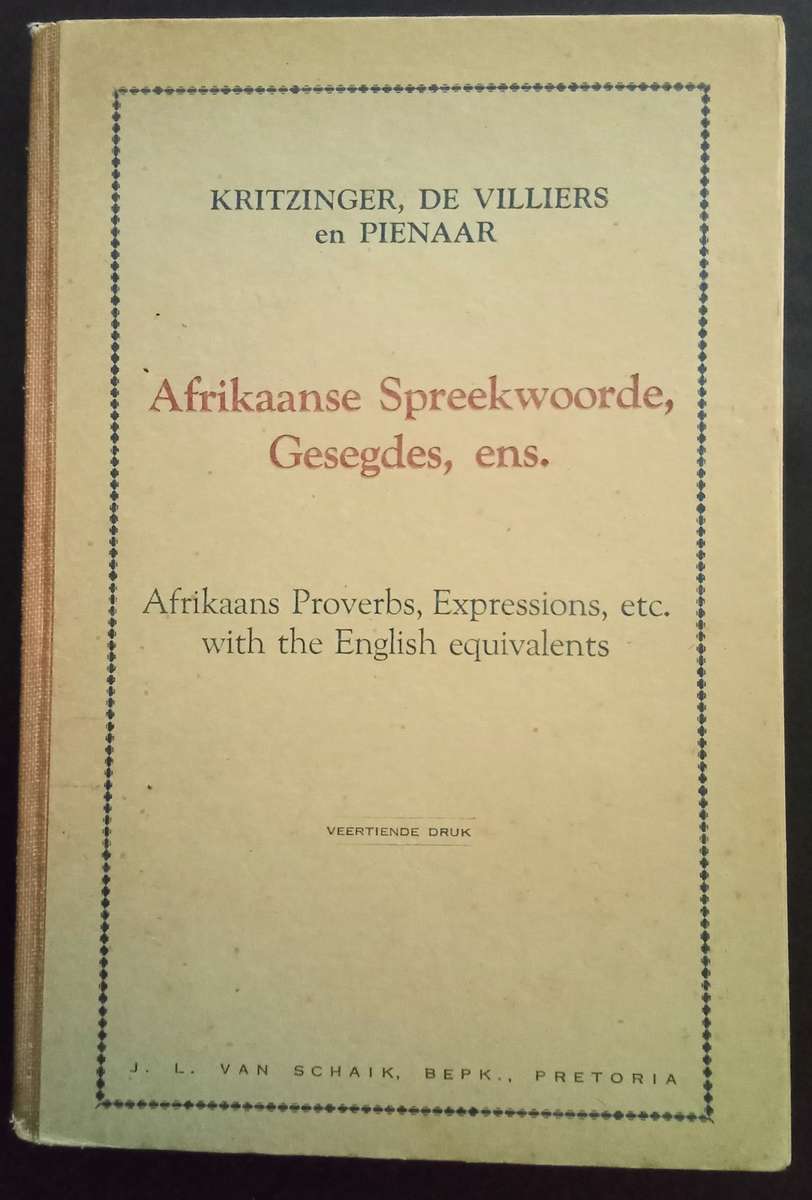 KRITZINGER, DE VILLIERS
en PIENAAR
Afrikaanse Spreekwoorde,
Gesegdes, ens.
Afrikaans Proverbs, Expressions, etc.
with the English equivalents
VEERTIENDE DRUK
J. L. VAN SCHAIK, BEPK., PRETORIA